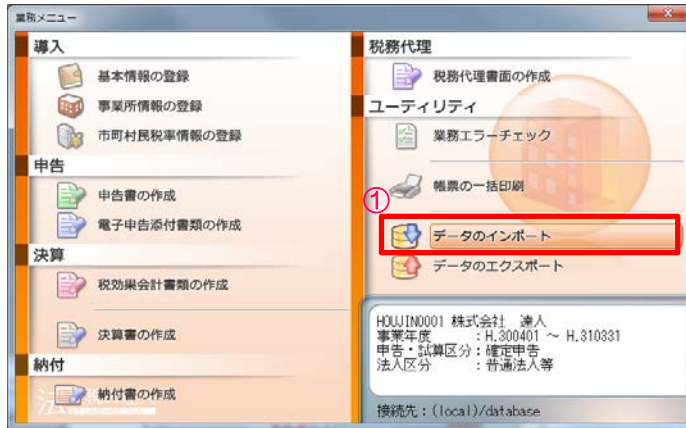 業務メニュー
導入
基本情報の登録
事業所情報の登録
市町村民税率情報の登録
申告
申告書の作成
電子申告添付書類の作成
決算
税効果会計書類の作成
決算書の作成
納付
納付書の作成
税務代理
税務代理書面の作成
ユーティリティ
業務エラーチェック
帳票の一括印刷
①
データのインポート
データのエクスポート
HOUJIN0001 株式会社 達人
事業年度 :H.300401 ～ H.310331
申告・試算区分:確定申告
法人区分 :普通法人等
接続先:(local)/database